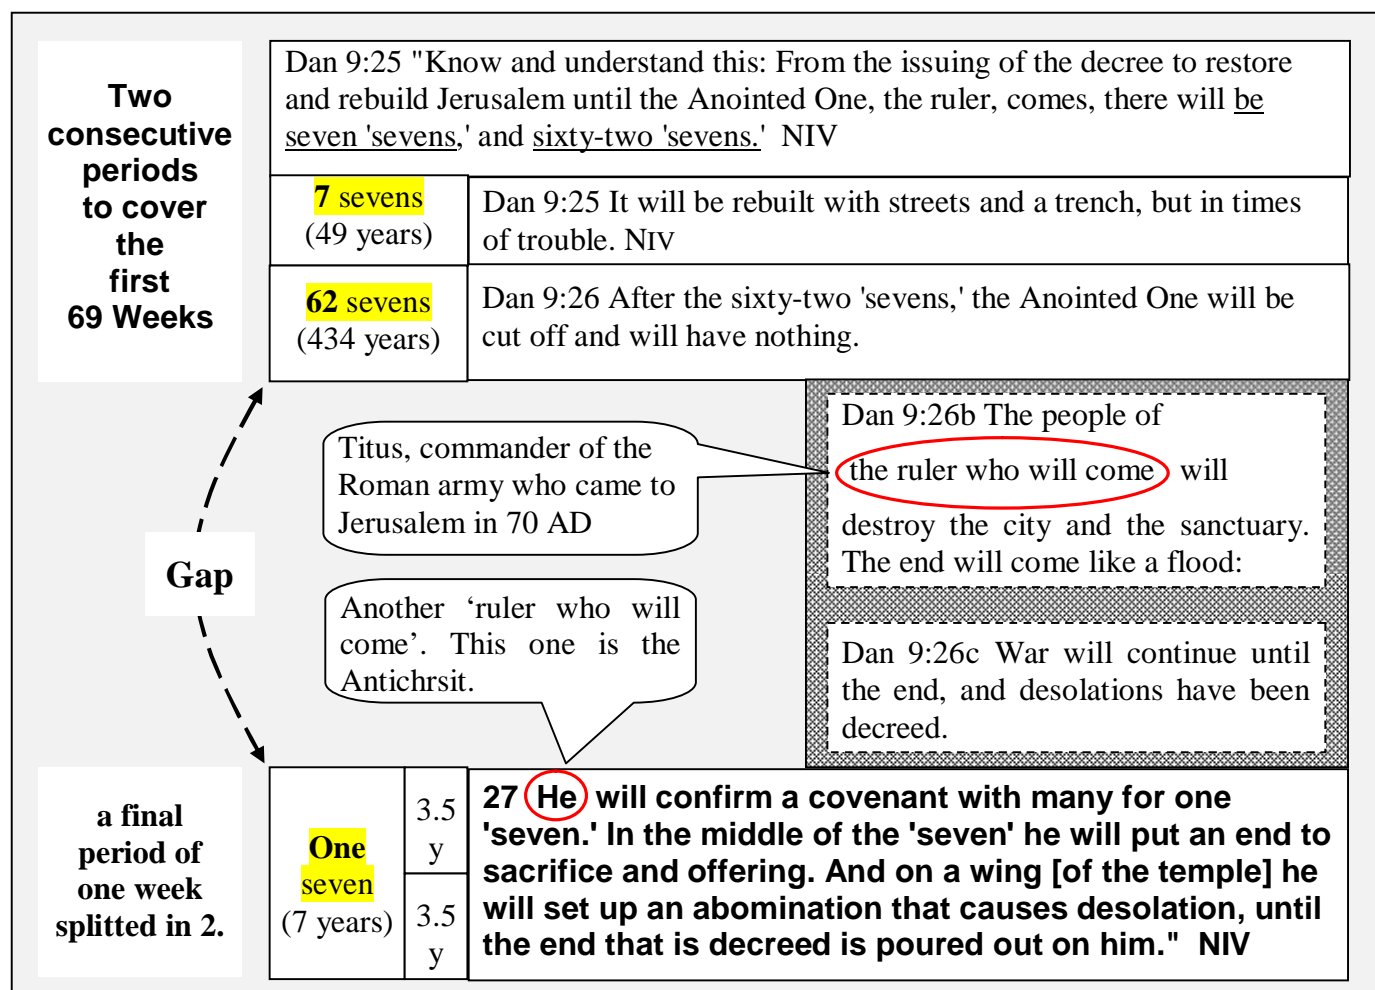 Two
consecutive
periods
to cover
the
first
69 Weeks
Dan 9:25 "Know and understand this: From the issuing of the decree to restore
and rebuild Jerusalem until the Anointed One, the ruler, comes, there will be
seven 'sevens,' and sixty-two 'sevens.' NIV
7 sevens
(49 years)
Dan 9:25 It will be rebuilt with streets and a trench, but in times
of trouble. NIV
62 sevens
(434 years)
Dan 9:26 After the sixty-two 'sevens,' the Anointed One will be
cut off and will have nothing.
Gap
Titus, commander of the
Roman army who came to
Jerusalem in 70 AD
Dan 9:26b The people of
the ruler who will come will
destroy the city and the sanctuary.
The end will come like a flood:
Another ‘ruler who will
come’. This one is the
Antichrsit.
Dan 9:26c War will continue until
the end, and desolations have been
decreed.
a final
period of
one week
splitted in 2.
One
seven
(7 years)
3.5
y
3.5
y
27 He will confirm a covenant with many for one
'seven.' In the middle of the 'seven' he will put an end to
sacrifice and offering. And on a wing [of the temple] he
will set up an abomination that causes desolation, until
the end that is decreed is poured out on him." NIV